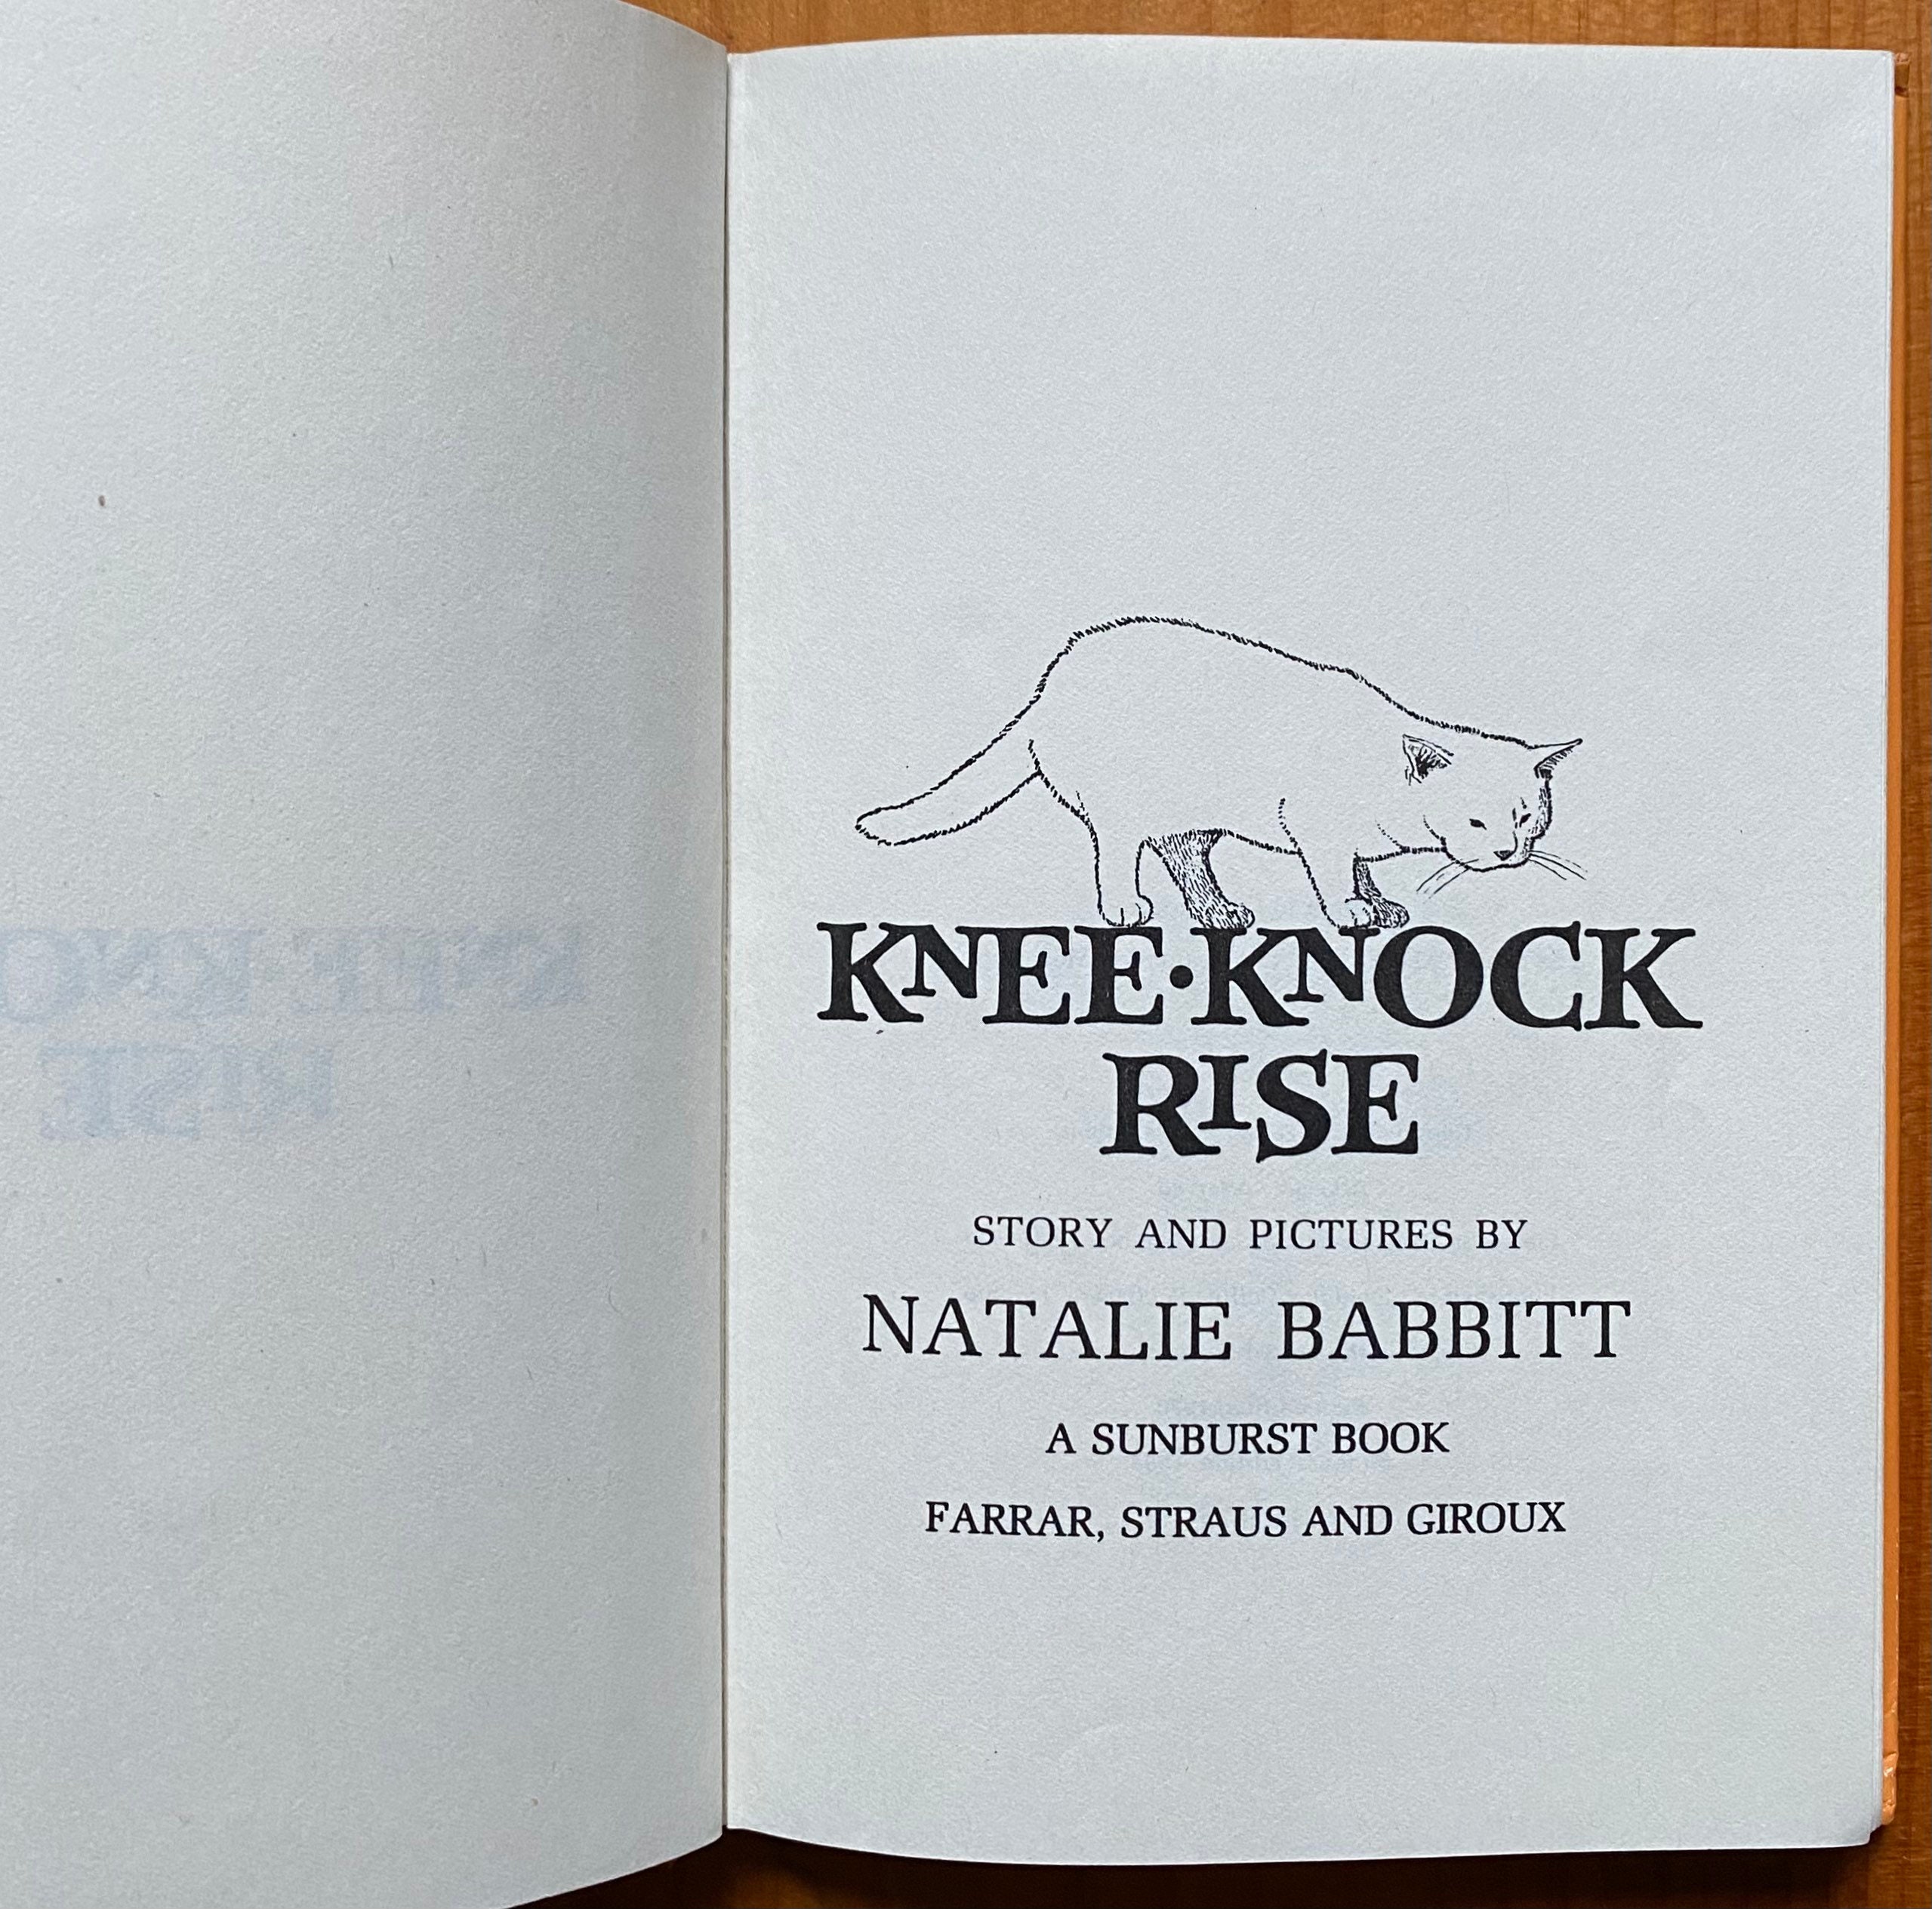 KNEE·KNOCK
RISE
STORY AND PICTURES BY
NATALIE BABBITT
A SUNBURST BOOK
FARRAR, STRAUS AND GIROUX